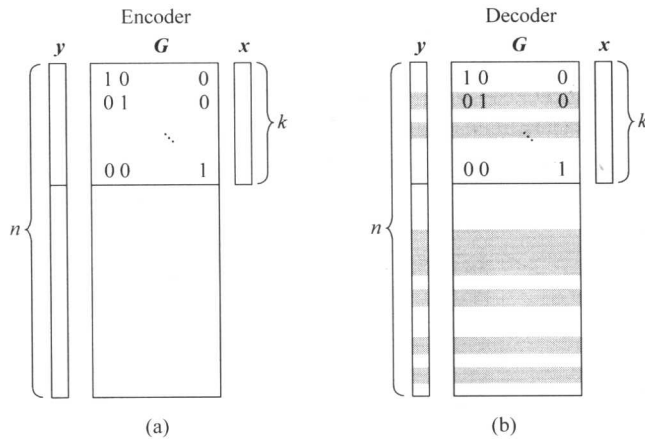 Encoder
y G x
1 0 0
0 1 0
⋱
0 0 1
k
n
(a)
Decoder
y G x
1 0 0
0 1 0
⋱
0 0 1
k
n
(b)